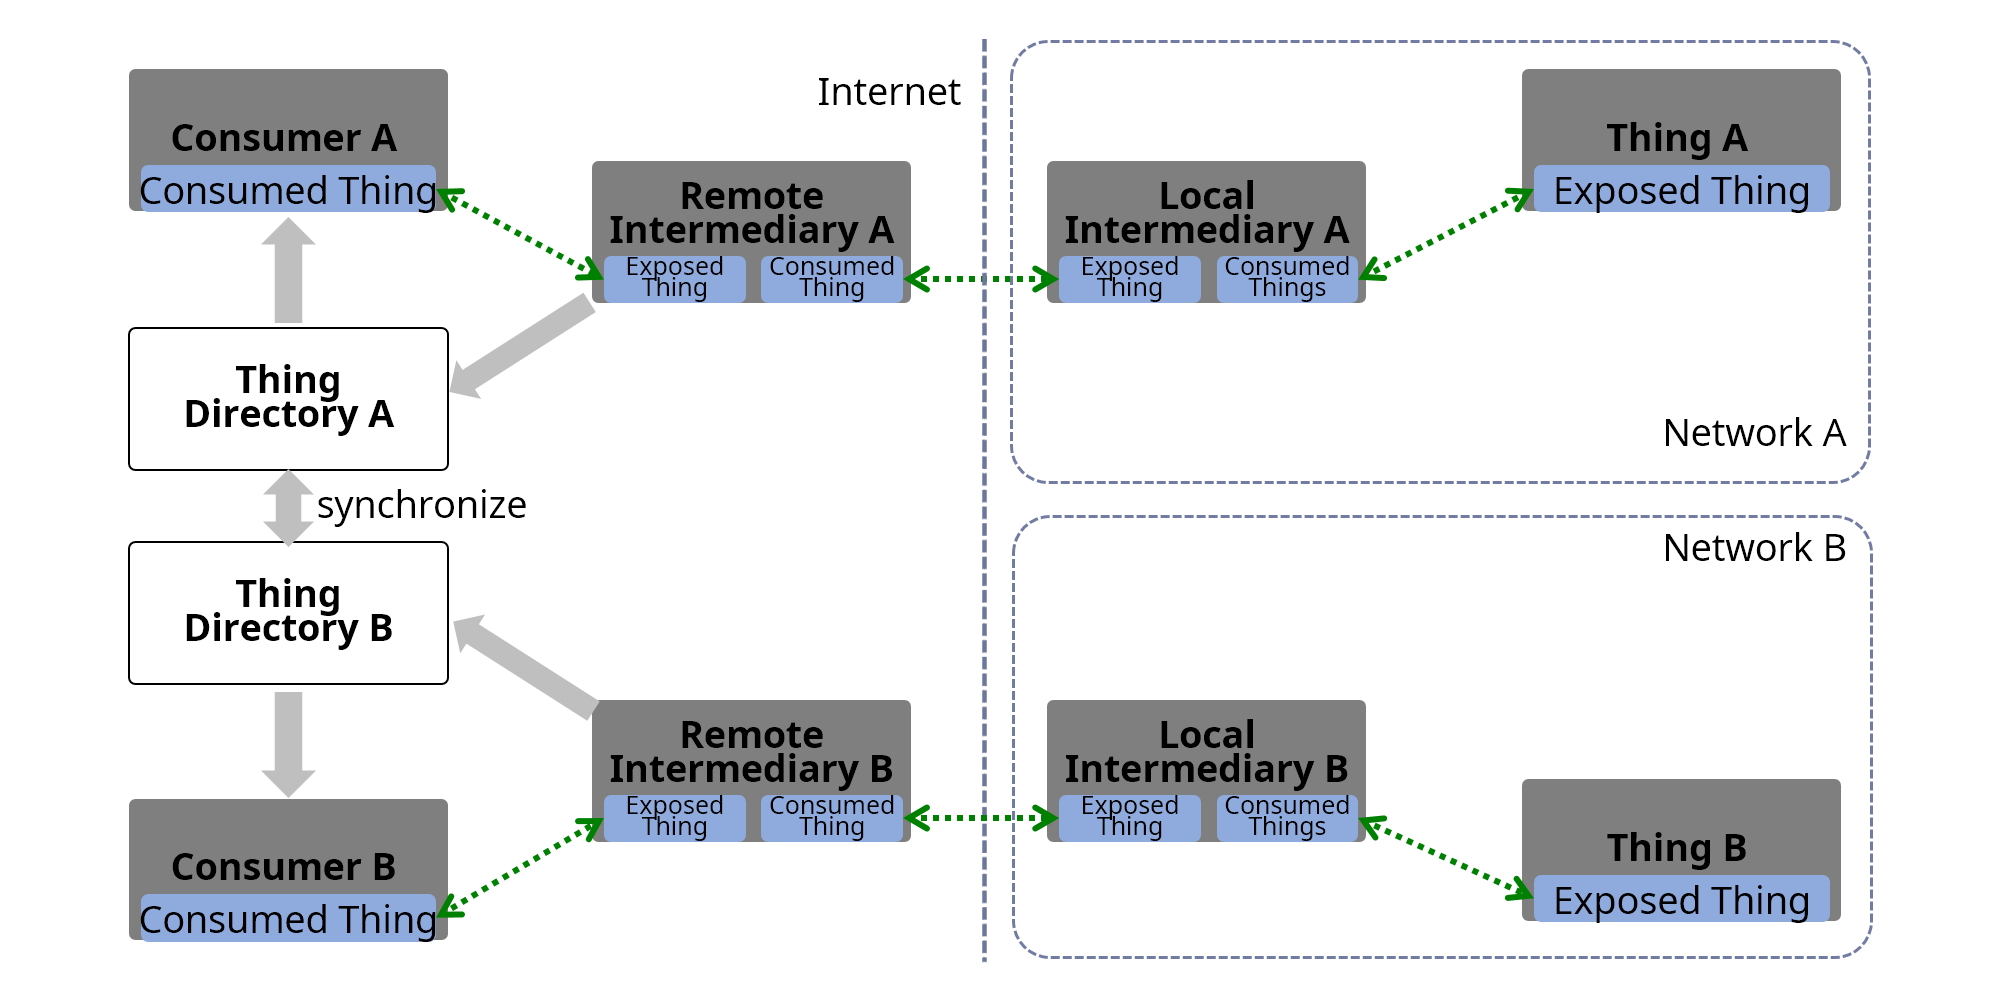 Internet
Consumer A
Consumed Thing
Remote
Intermediary A
Exposed
Thing
Consumed
Thing
Local
Intermediary A
Exposed
Thing
Consumed
Things
Thing A
Exposed Thing
Thing
Directory A
Network A
synchronize
Network B
Thing
Directory B
Remote
Intermediary B
Exposed
Thing
Consumed
Thing
Local
Intermediary B
Exposed
Thing
Consumed
Things
Thing B
Exposed Thing
Consumer B
Consumed Thing